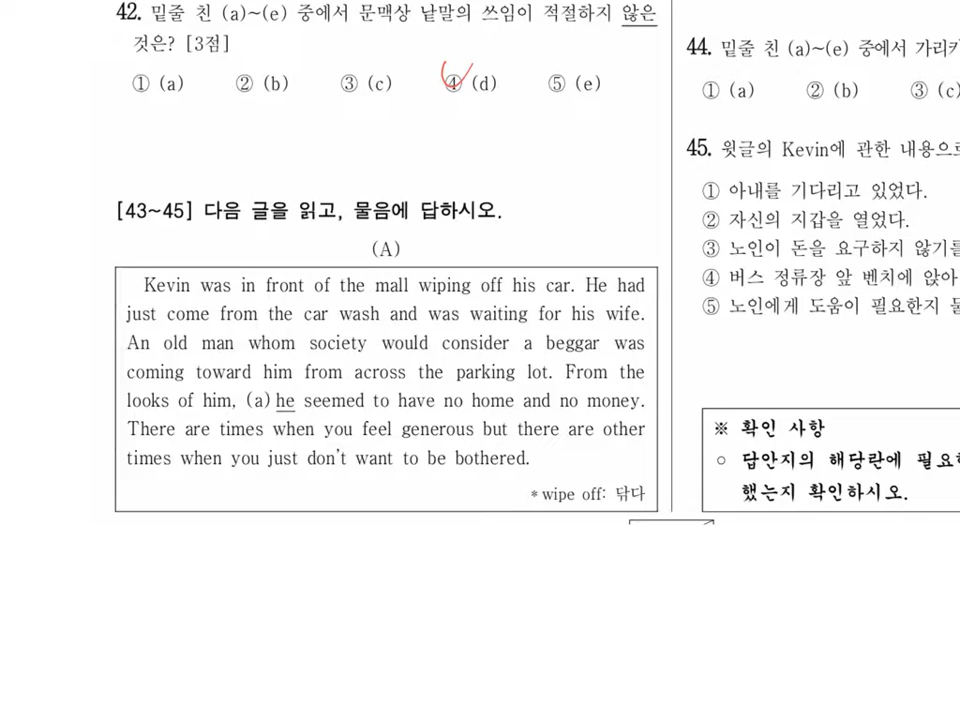 42. 밑줄 친 (a)~(e) 중에서 문맥상 낱말의 쓰임이 적절하지 않은
것은? [3점]
① (a) ② (b) ③ (c) ④ (d) ⑤ (e)
[43~45] 다음 글을 읽고, 물음에 답하시오.
(A)
Kevin was in front of the mall wiping off his car. He had
just come from the car wash and was waiting for his wife.
An old man whom society would consider a beggar was
coming toward him from across the parking lot. From the
looks of him, (a) he seemed to have no home and no money.
There are times when you feel generous but there are other
times when you just don't want to be bothered.
* wipe off: 닦다
44. 밑줄 친 (a)~(e) 중에서 가리키
① (a) ② (b) ③ (c)
45. 윗글의 Kevin에 관한 내용으로
① 아내를 기다리고 있었다.
② 자신의 지갑을 열었다.
③ 노인이 돈을 요구하지 않기를
④ 버스 정류장 앞 벤치에 앉아
⑤ 노인에게 도움이 필요한지
※ 확인 사항
○ 답안지의 해당란에 필요한
했는지 확인하시오.